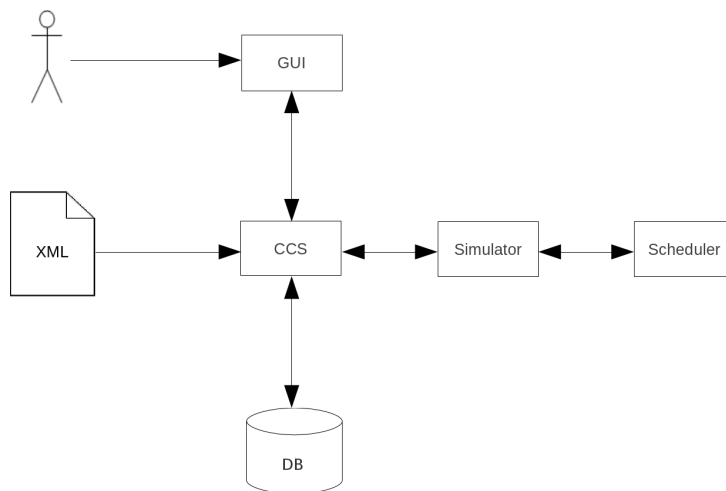 GUI
XML
CCS
Simulator
Scheduler
DB